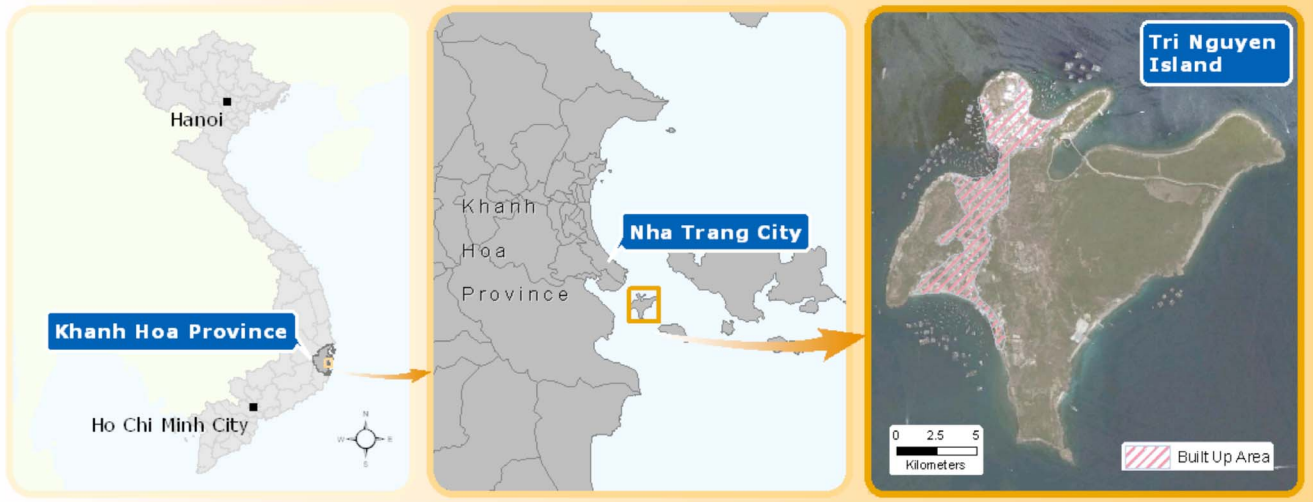 Hanoi
Khanh Hoa Province
Ho Chi Minh City
N
W
E
S
Khanh
Hoa
Province
Nha Trang City
Tri Nguyen
Island
0 2.5 5
Kilometers
Built Up Area